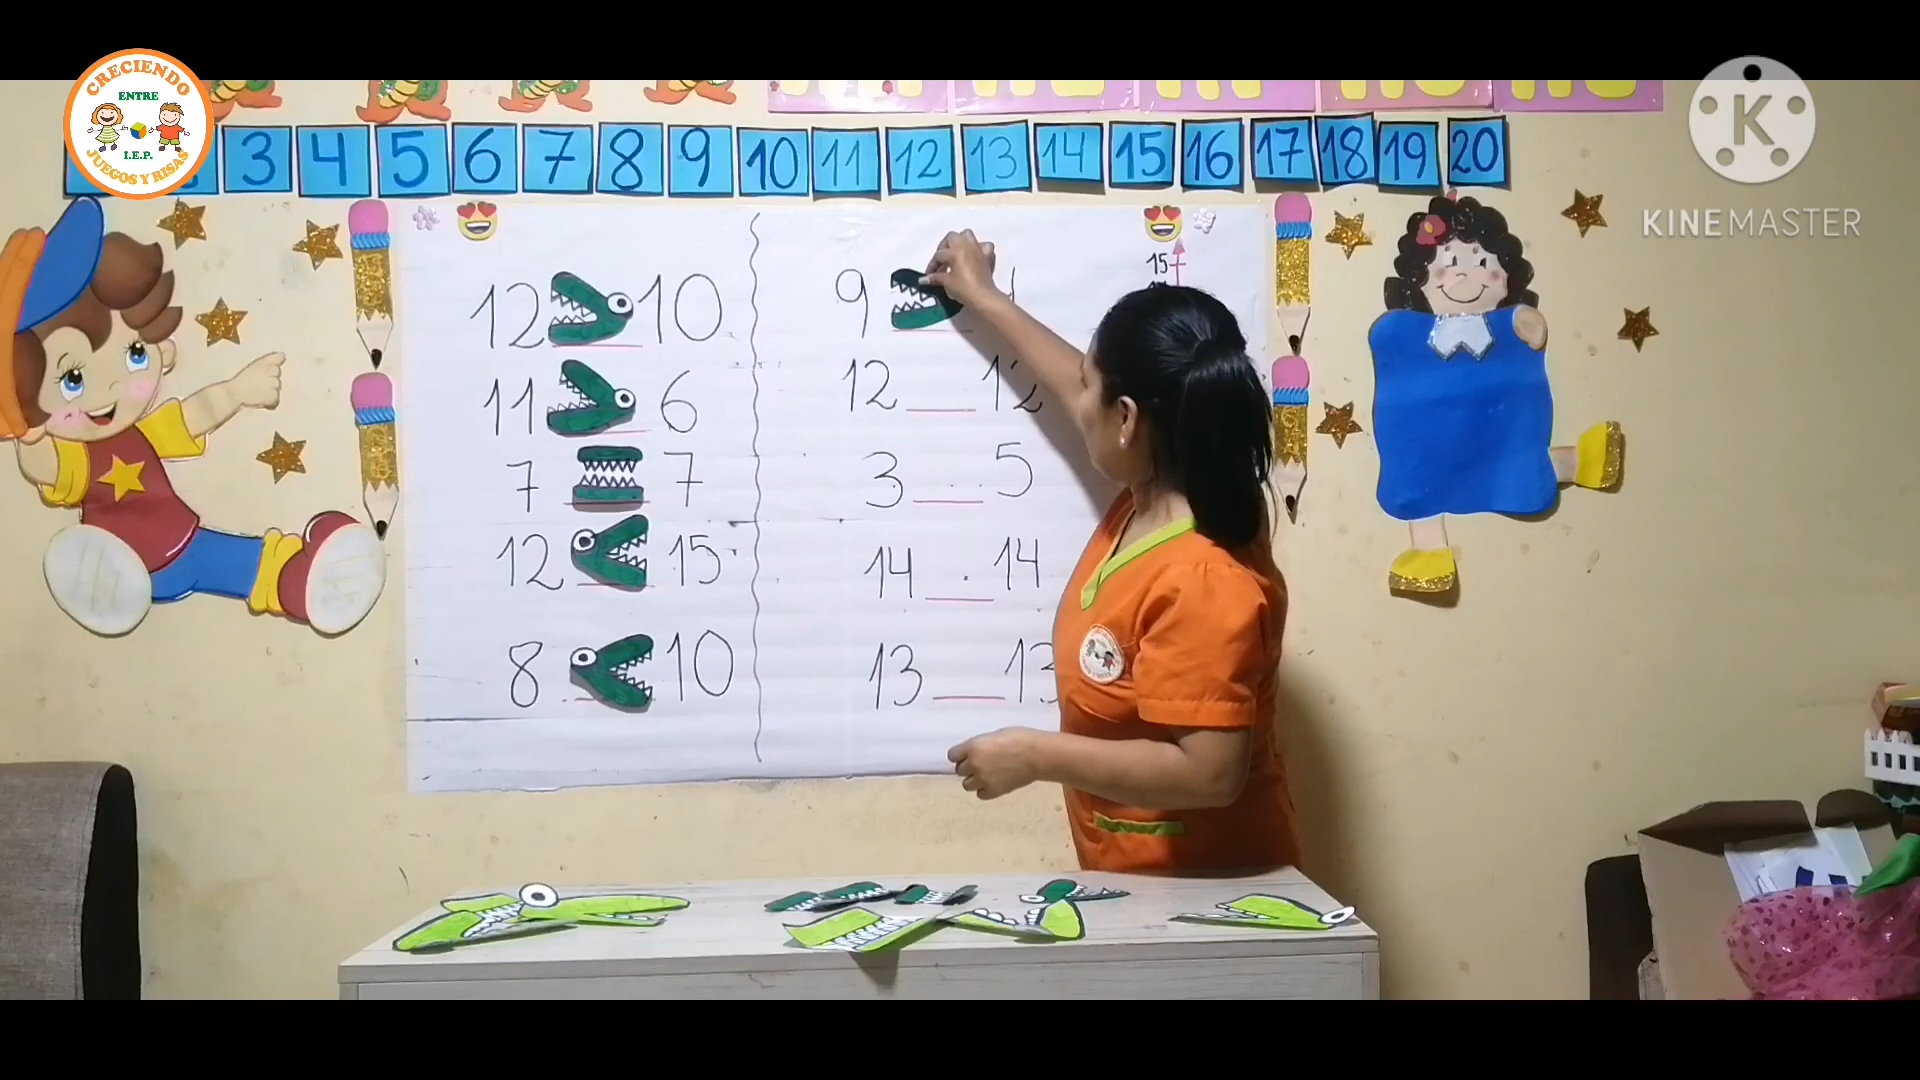 CRECIENDO
ENTRE
I.E.P.
JUEGOS Y RISAS
K
KINEMASTER
3 4 5 6 7 8 9 10 11 12 13 14 15 16 17 18 19 20
15
12 10
11 6
7 7
12 15
8 10
9
12 12
3 5
14 14
13 13